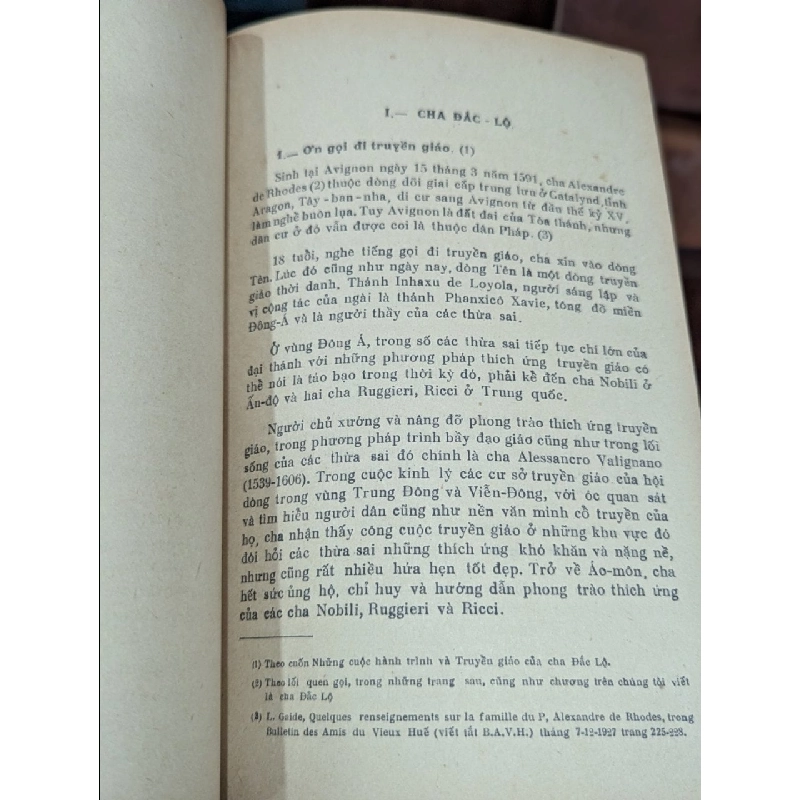 I.— CHA ĐẮC - LỘ
1.— Ơn gọi đi truyền giáo. (1)
Sinh tại Avignon ngày 15 tháng 3 năm 1591, cha Alexandre
de Rhodes (2) thuộc dòng dõi giai cấp trung lưu ở Catalynd, tỉnh
Aragon, Tây - ban - nha, di cư sang Avignon từ đầu thế kỷ XV,
làm nghề buôn lụa. Tuy Avignon là đất đai của Tòa thánh, nhưng
dân cư ở đó vẫn được coi là thuộc dân Pháp. (3)
18 tuổi, nghe tiếng gọi đi truyền giáo, cha xin vào dòng
Tên. Lúc đó cũng như ngày nay, dòng Tên là một dòng truyền
giáo thời danh. Thánh Inhaxu de Loyola, người sáng lập và
vị cộng tác của ngài là thánh Phanxicô Xavie, tông đồ miền
Đông-Á và là người thầy của các thừa sai.
Ở vùng Đông Á, trong số các thừa sai tiếp tục chí lớn của
đại thánh với những phương pháp thích ứng truyền giáo có
thể nói là táo bạo trong thời kỳ đó, phải kể đến cha Nobili ở
Ấn-độ và hai cha Ruggieri, Ricci ở Trung quốc.
Người chủ xướng và nâng đỡ phong trào thích ứng truyền
giáo, trong phương pháp trình bầy đạo giáo cũng như trong lối
sống của các thừa sai đó chính là cha Alessancro Valignano
(1539-1606). Trong cuộc kinh lý các cơ sở truyền giáo của hội
dòng trong vùng Trung Đông và Viễn-Đông, với óc quan sát
và tìm hiểu người dân cũng như nền văn minh cổ truyền của
họ, cha nhận thấy công cuộc truyền giáo ở những khu vực đó
đòi hỏi các thừa sai những thích ứng khó khăn và nặng nề,
nhưng cũng rất nhiều hứa hẹn tốt đẹp. Trở về Áo-môn, cha
hết sức ủng hộ, chỉ huy và hướng dẫn phong trào thích ứng
của các cha Nobili, Ruggieri và Ricci.
(1) Theo cuốn Những cuộc hành trình và Truyền giáo của cha Đắc Lộ.
(2) Theo lối quen gọi, trong những trang sau, cũng như chương trên chúng tôi viết
là cha Đắc Lộ
(3) L. Gaide, Quelques renseignements sur la famille du P, Alexandre de Rhodes, trong
Bulletin des Amis du Vieux Huế (viết tắt B.A.V.H.) tháng 7-12-1927 trang 225-228.